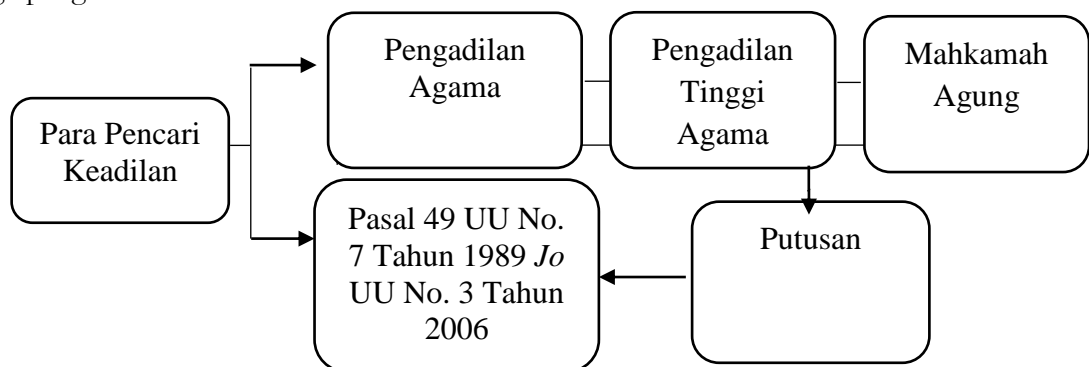 Para Pencari
Keadilan
Pengadilan
Agama
Pengadilan
Tinggi
Agama
Mahkamah
Agung
Pasal 49 UU No.
7 Tahun 1989 Jo
UU No. 3 Tahun
2006
Putusan